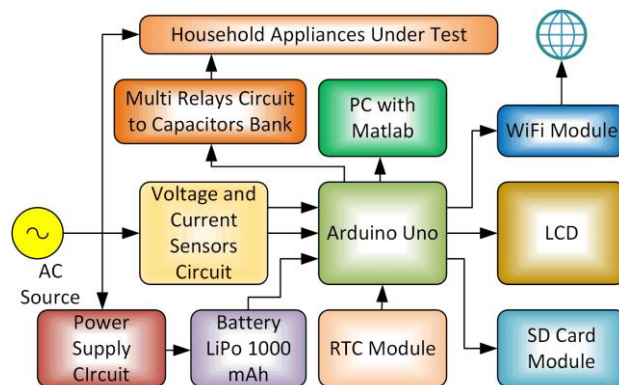 Household Appliances Under Test
Multi Relays Circuit
to Capacitors Bank
PC with
Matlab
WiFi Module
Voltage and
Current
Sensors
Circuit
Arduino Uno
LCD
AC
Source
Power
Supply
CIrcuit
Battery
LiPo 1000
mAh
RTC Module
SD Card
Module